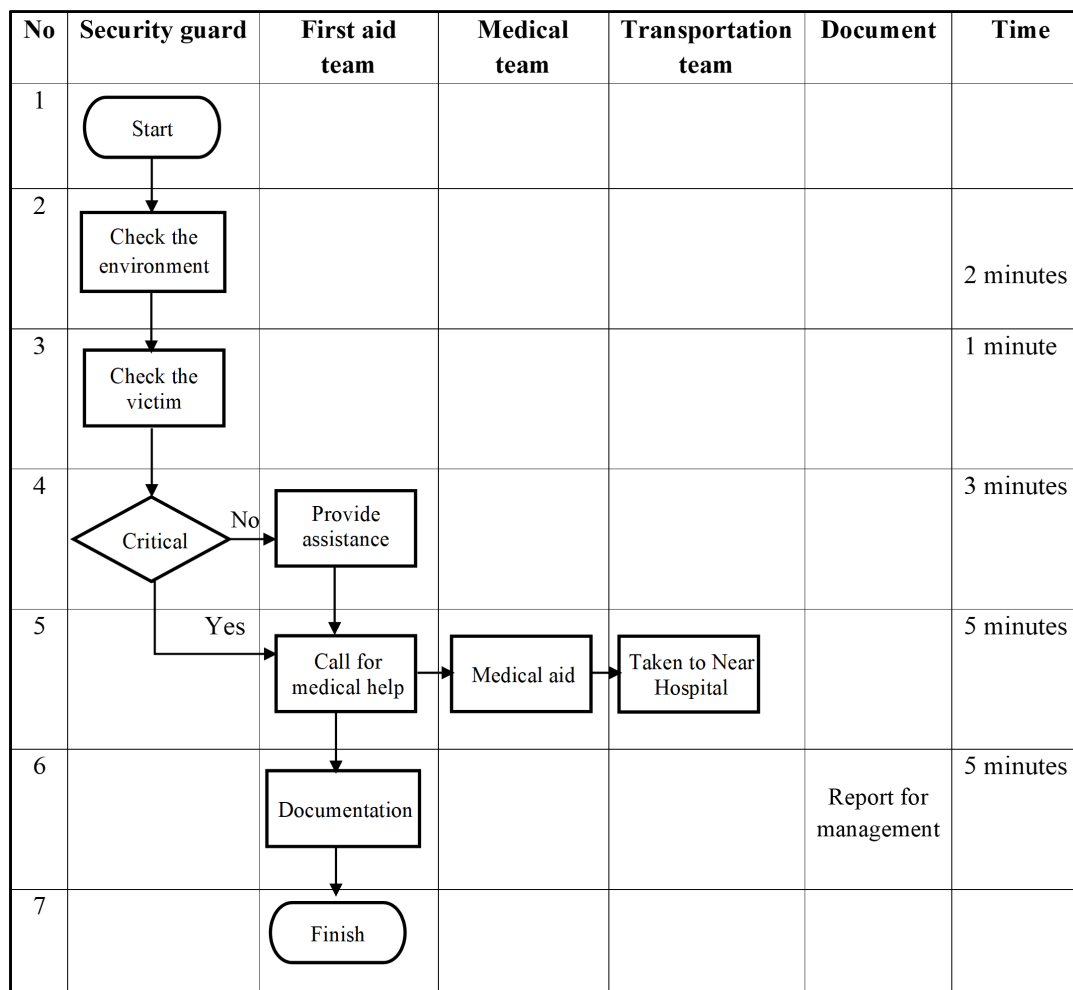 No Security guard First aid team Medical team Transportation team Document Time
1
Start
2
Check the
environment
2 minutes
3 1 minute
Check the
victim
4 3 minutes
Critical No Provide
assistance
5 Yes 5 minutes
Call for
medical help
Medical aid
Taken to Near
Hospital
6 5 minutes
Documentation
Report for
management
7
Finish